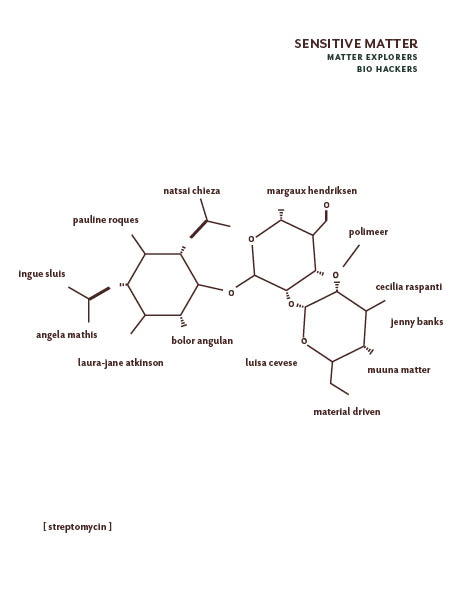 SENSITIVE MATTER
MATTER EXPLORERS
BIO HACKERS
natsai chieza
margaux hendriksen
pauline roques
O
polimeer
O
ingue sluis
O
cecilia raspanti
O
O
jenny banks
angela mathis
bolor angulan
O
laura-jane atkinson
luisa cevese
muuna matter
material driven
[ streptomycin ]